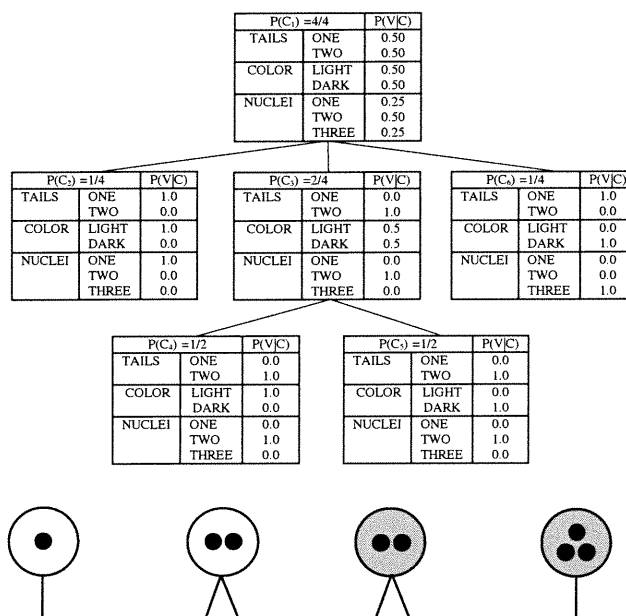 P(C₁) =4/4 P(V|C)
TAILS ONE 0.50
TWO 0.50
COLOR LIGHT 0.50
DARK 0.50
NUCLEI ONE 0.25
TWO 0.50
THREE 0.25
P(C₂) =1/4 P(V|C)
TAILS ONE 1.0
TWO 0.0
COLOR LIGHT 1.0
DARK 0.0
NUCLEI ONE 1.0
TWO 0.0
THREE 0.0
P(C₃) =2/4 P(V|C)
TAILS ONE 0.0
TWO 1.0
COLOR LIGHT 0.5
DARK 0.5
NUCLEI ONE 0.0
TWO 1.0
THREE 0.0
P(C₆) =1/4 P(V|C)
TAILS ONE 1.0
TWO 0.0
COLOR LIGHT 0.0
DARK 1.0
NUCLEI ONE 0.0
TWO 0.0
THREE 1.0
P(C₄) =1/2 P(V|C)
TAILS ONE 0.0
TWO 1.0
COLOR LIGHT 1.0
DARK 0.0
NUCLEI ONE 0.0
TWO 1.0
THREE 0.0
P(C₅) =1/2 P(V|C)
TAILS ONE 0.0
TWO 1.0
COLOR LIGHT 0.0
DARK 1.0
NUCLEI ONE 0.0
TWO 1.0
THREE 0.0